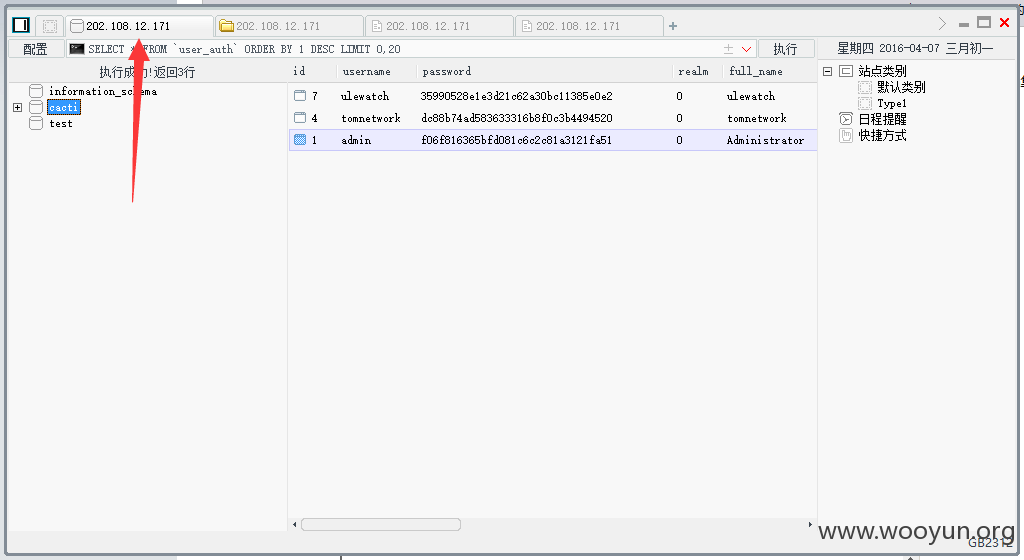 202.108.12.171 202.108.12.171 202.108.12.171 202.108.12.171
配置 SELECT * FROM `user_auth` ORDER BY 1 DESC LIMIT 0,20 执行 星期四 2016-04-07 三月初一
执行成功!返回3行
information_schema
cacti
test
id username password realm full_name
7 ulewatch 35990528e1e3d21c62a30bc11385e0e2 0 ulewatch
4 tomnetwork dc88b74ad583633316b8f0c3b4494520 0 tomnetwork
1 admin f06f816365bfd081c6c2c81a3121fa51 0 Administrator
站点类别
默认类别
Type1
日程提醒
快捷方式
www.wooyun.org
GB2312